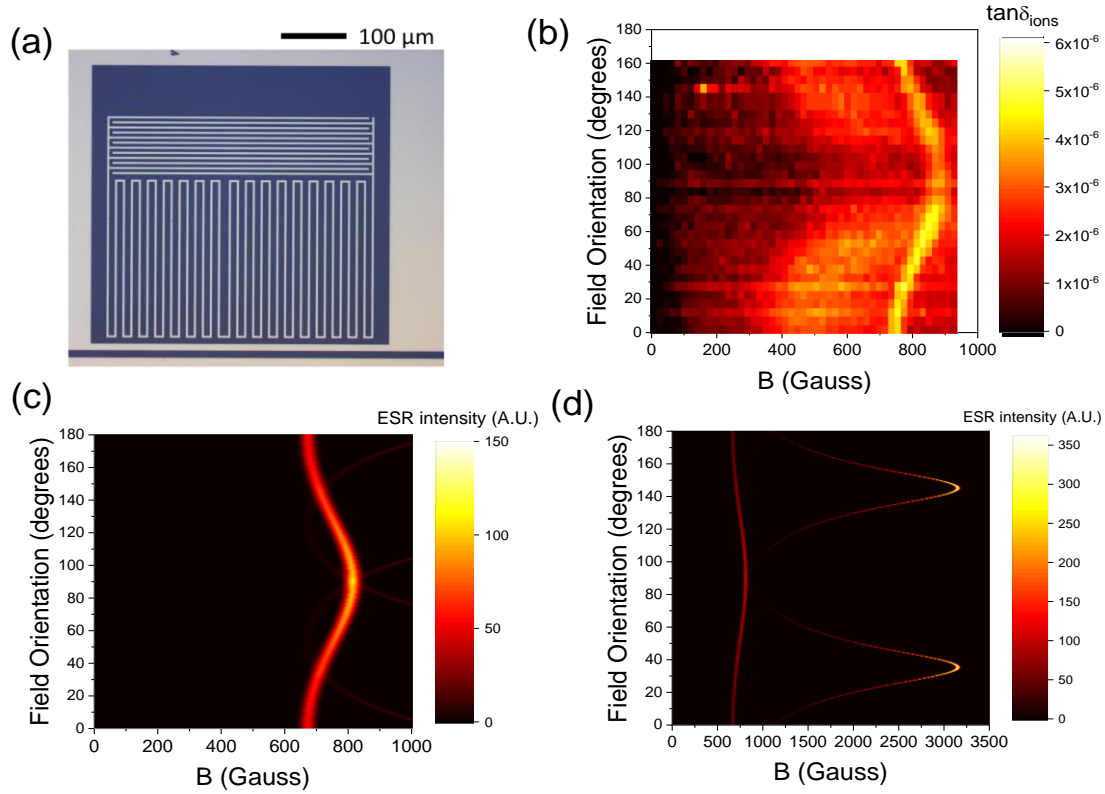 (a)
100 μm
(b)
tanδions
Field Orientation (degrees)
180
160
140
120
100
80
60
40
20
0
0 200 400 600 800 1000
B (Gauss)
6x10⁻⁶
4x10⁻⁶
4x10⁻⁶
3x10⁻⁶
2x10⁻⁶
1x10⁻⁶
0
(c)
ESR intensity (A.U.)
Field Orientation (degrees)
180
160
140
120
100
80
60
40
20
0
0 200 400 600 800 1000
B (Gauss)
150
100
50
0
(d)
ESR intensity (A.U.)
Field Orientation (degrees)
180
160
140
120
100
80
60
40
20
0
0 500 1000 1500 2000 2500 3000 3500
B (Gauss)
350
300
250
200
150
100
50
0